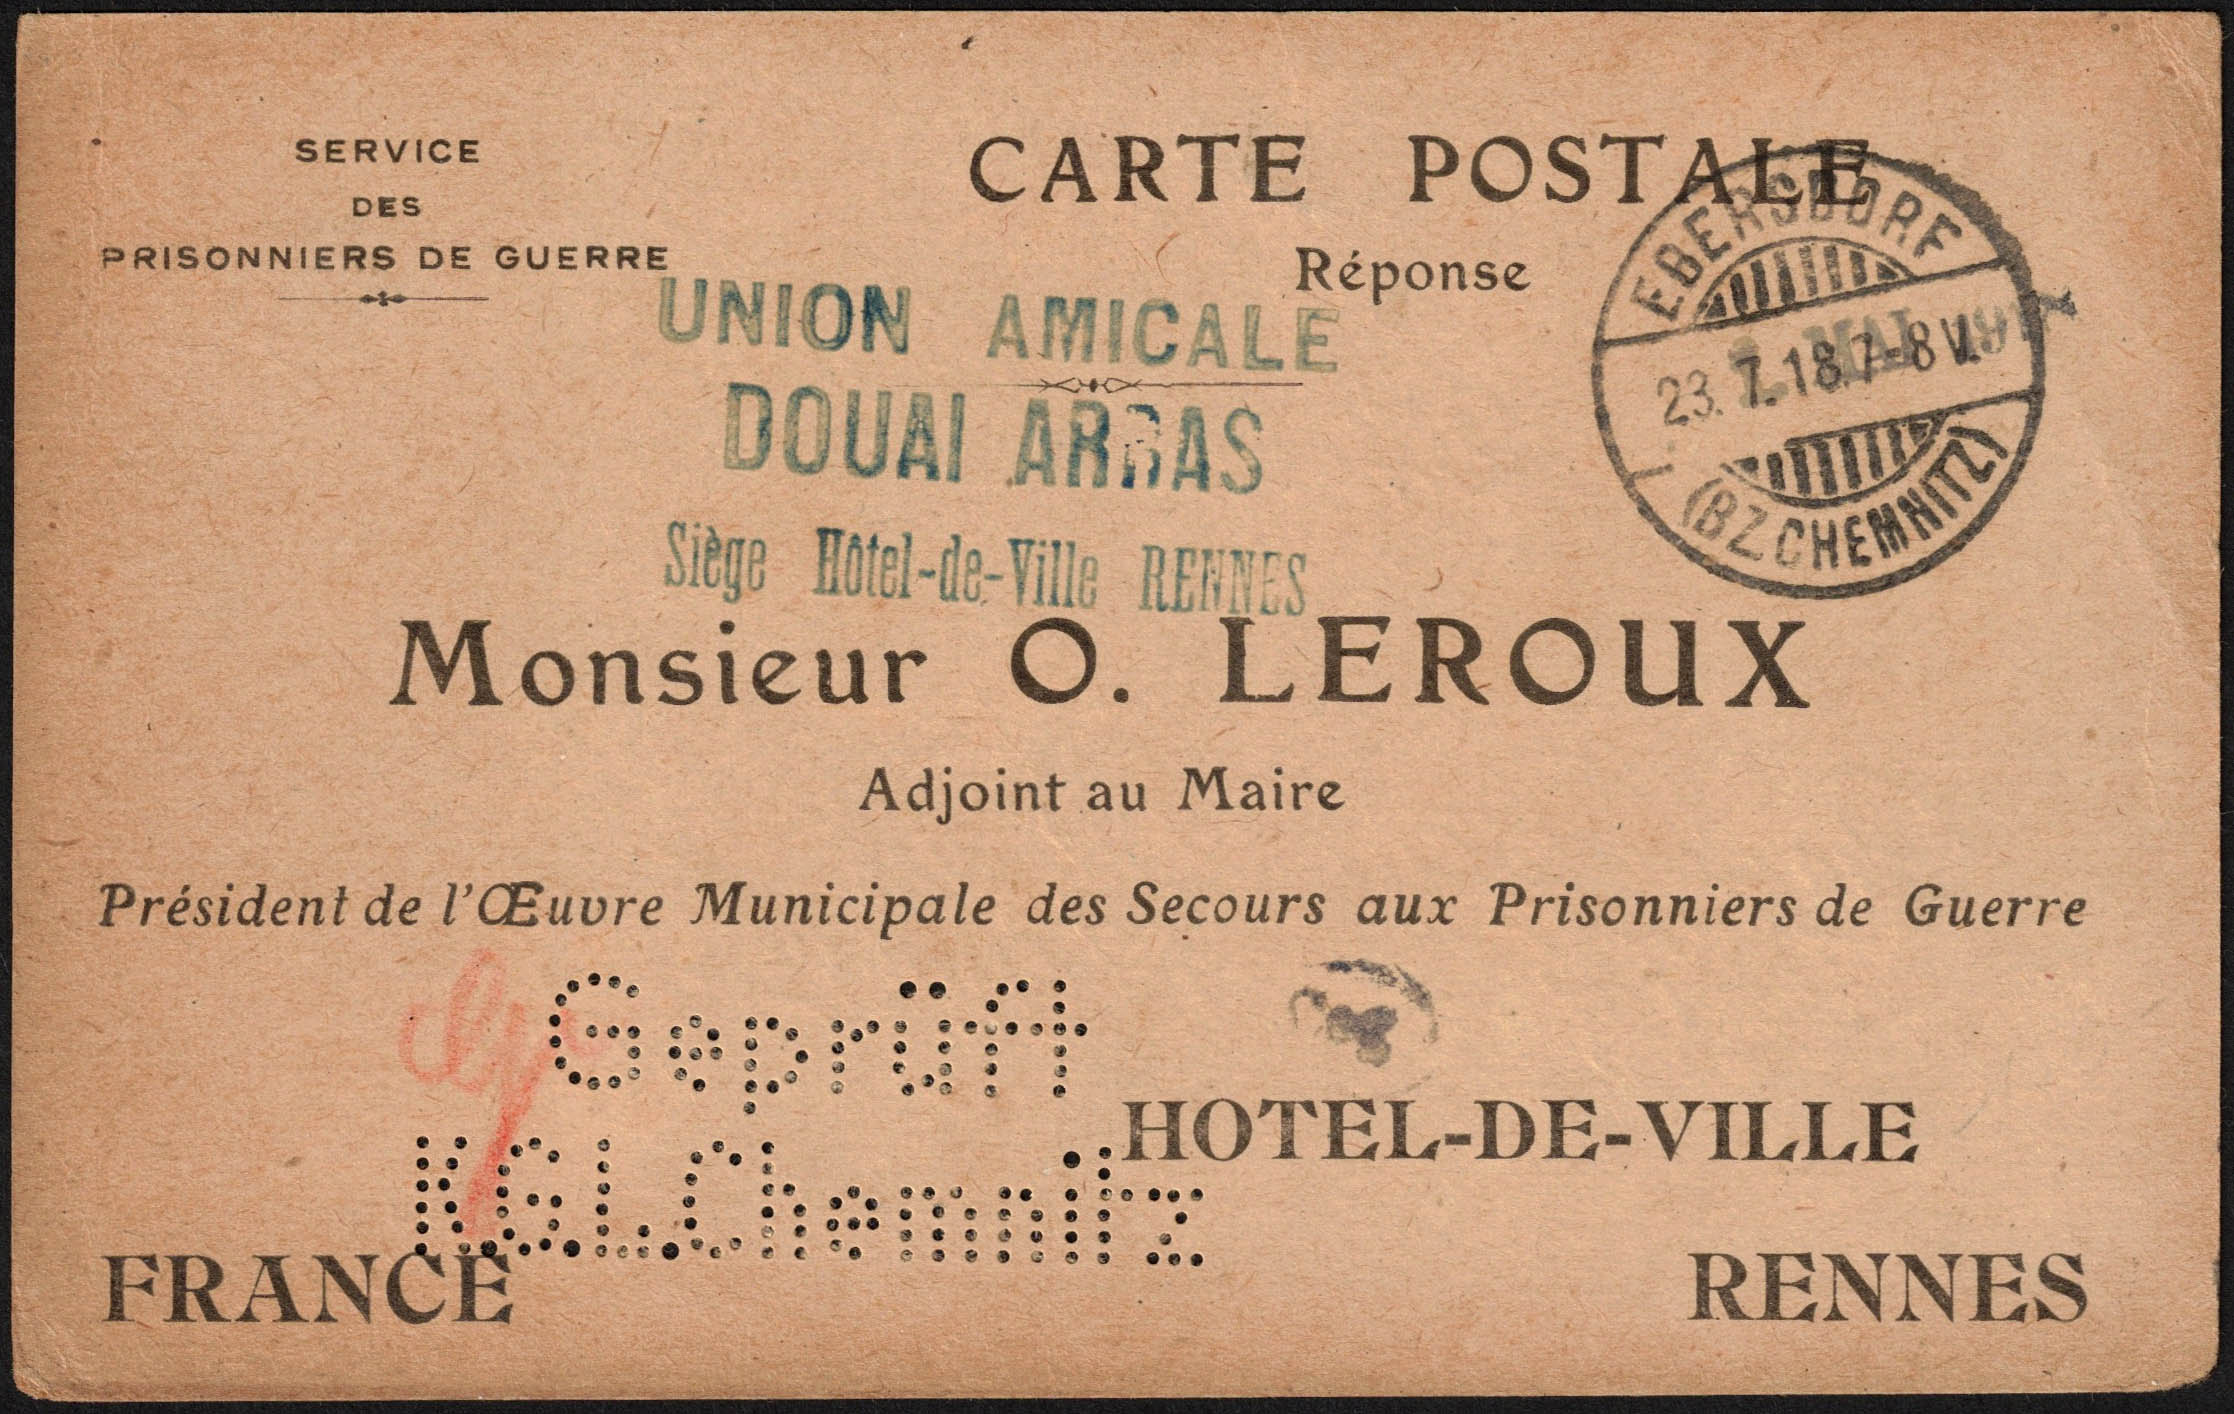 SERVICE
DES
PRISONNIERS DE GUERRE
CARTE POSTALE
Réponse
UNION AMICALE
DOUAI ARRAS
Siège Hôtel-de-Ville RENNES
EBERSDORF
23. 7. 18. 7-8 V.
(BZ CHEMNITZ)
MAI
Monsieur O. LEROUX
Adjoint au Maire
Président de l'Œuvre Municipale des Secours aux Prisonniers de Guerre
Geprüft
KGLChemnitz
HOTEL-DE-VILLE
FRANCE
RENNES